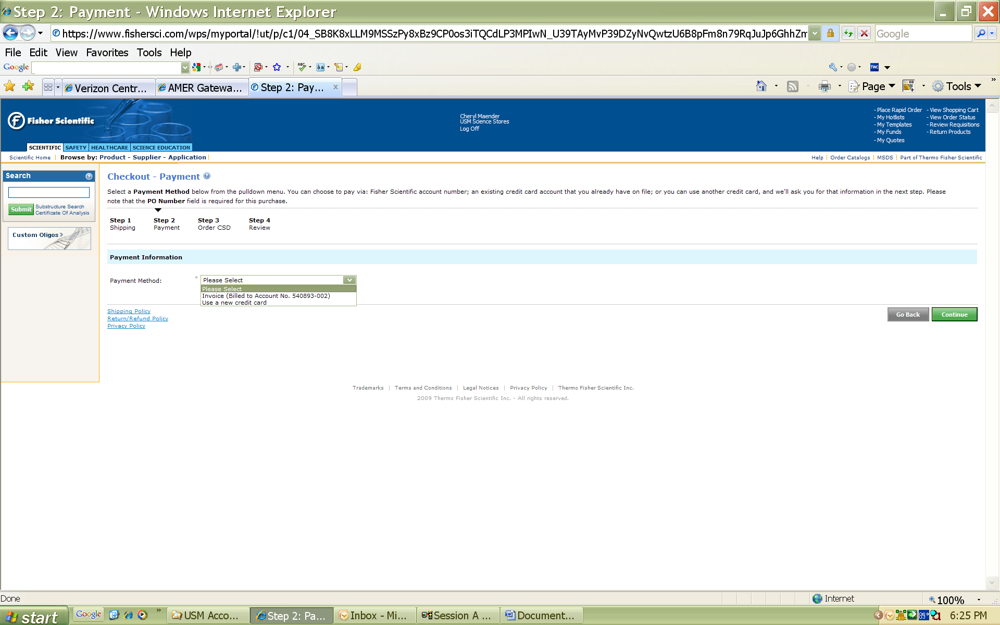 Step 2: Payment - Windows Internet Explorer
https://www.fishersci.com/wps/myportal/!ut/p/c1/04_SB8K8xLLM9MSSzPy8xBz9CP0os3iTQCdLP3MPIwN_U39TAyMvP39DZyNvQwtzU6B8pFm8n79RqJuJp6GhhZm
Google
File Edit View Favorites Tools Help
Google
TWC
Verizon Centr...
AMER Gatewa...
Step 2: Pay...
Page
Tools
Fisher Scientific
Cheryl Maender
USM Science Stores
Log Off
- Place Rapid Order - View Shopping Cart
- My Hotlists - View Order Status
- My Templates - Review Requisitions
- My Funds - Return Products
- My Quotes
SCIENTIFIC SAFETY HEALTHCARE SCIENCE EDUCATION
Scientific Home | Browse by: Product - Supplier - Application |
Help | Order Catalogs | MSDS | Part of Thermo Fisher Scientific
Search
Submit
Substructure Search
Certificate Of Analysis
Custom Oligos
Checkout - Payment
Select a Payment Method below from the pulldown menu. You can choose to pay via: Fisher Scientific account number; an existing credit card account that you already have on file; or you can use another credit card, and we'll ask you for that information in the next step. Please
note that the PO Number field is required for this purchase.
Step 1 Step 2 Step 3 Step 4
Shipping Payment Order CSD Review
Payment Information
Payment Method: * Please Select
Please Select
Invoice (Billed to Account No. 540893-002)
Use a new credit card
Shipping Policy
Return/Refund Policy
Privacy Policy
Go Back Continue
Trademarks | Terms and Conditions | Legal Notices | Privacy Policy | Thermo Fisher Scientific Inc.
2009 Thermo Fisher Scientific Inc. - All rights reserved.
Done
Internet
100%
start
Google
USM Acco...
Step 2: Pa...
Inbox - Mi...
Session A ...
Document...
89°
6:25 PM